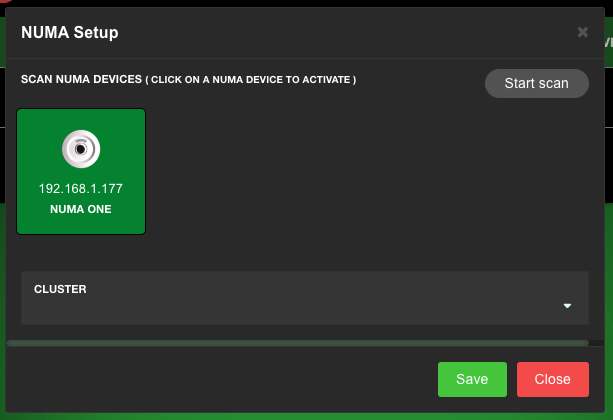 NUMA Setup
SCAN NUMA DEVICES ( CLICK ON A NUMA DEVICE TO ACTIVATE )
Start scan
192.168.1.177
NUMA ONE
CLUSTER
Save
Close